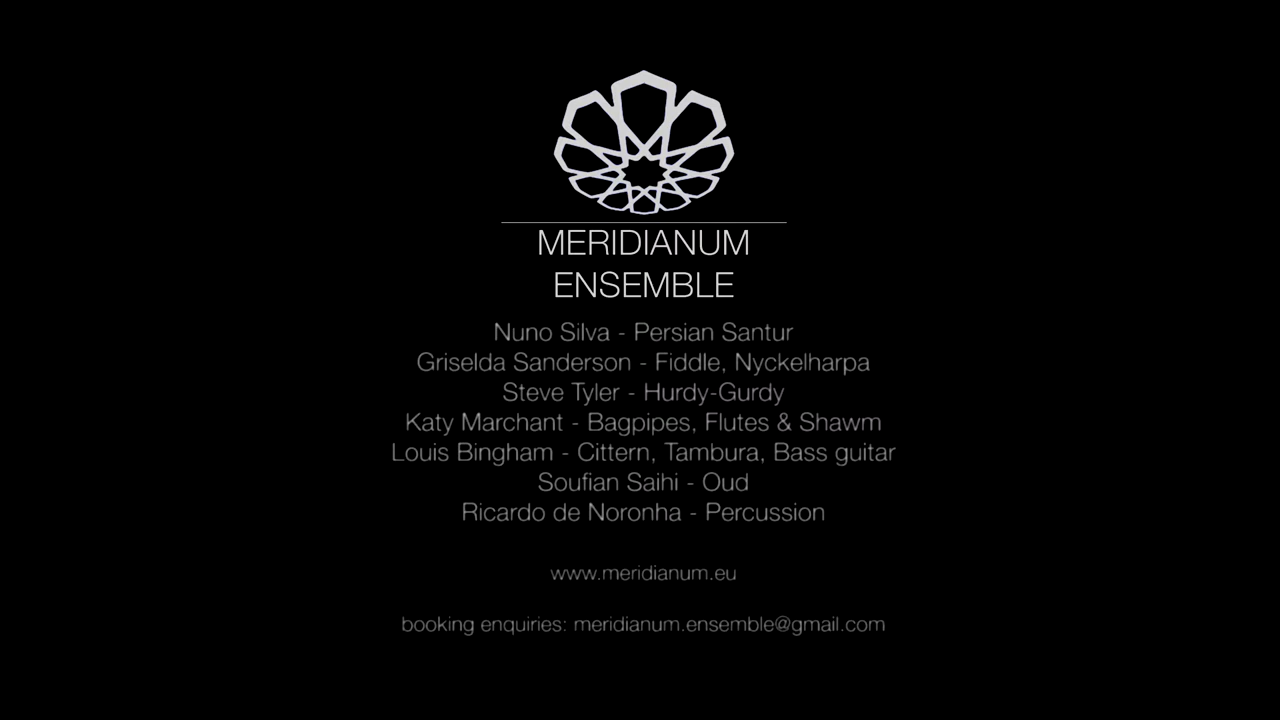 MERIDIANUM
ENSEMBLE
Nuno Silva - Persian Santur
Griselda Sanderson - Fiddle, Nyckelharpa
Steve Tyler - Hurdy-Gurdy
Katy Marchant - Bagpipes, Flutes & Shawm
Louis Bingham - Cittern, Tambura, Bass guitar
Soufian Saihi - Oud
Ricardo de Noronha - Percussion
www.meridianum.eu
booking enquiries: meridianum.ensemble@gmail.com